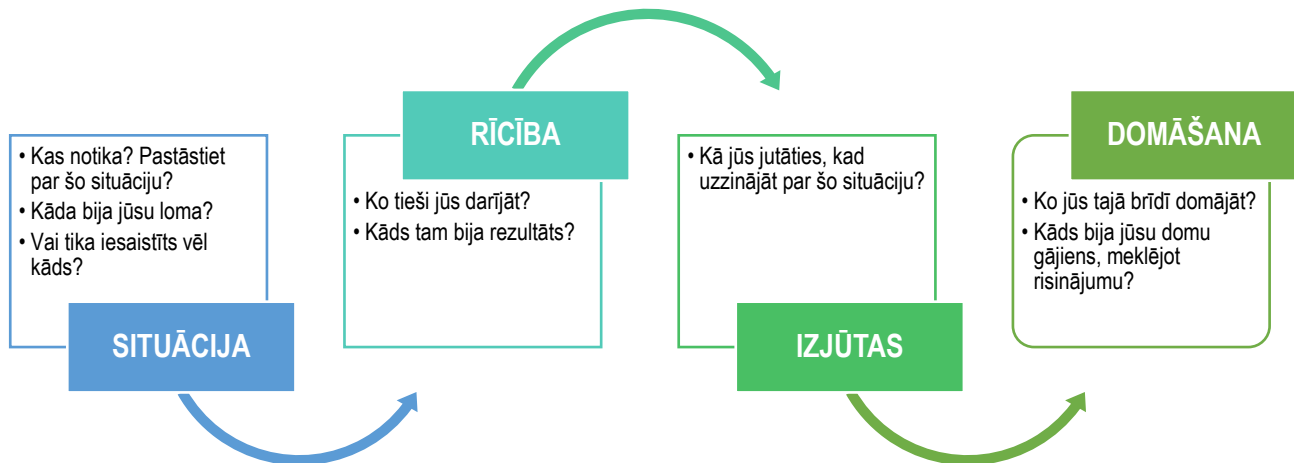 • Kas notika? Pastāstiet
par šo situāciju?
• Kāda bija jūsu loma?
• Vai tika iesaistīts vēl
kāds?
SITUĀCIJA
RĪCĪBA
• Ko tieši jūs darījāt?
• Kāds tam bija rezultāts?
• Kā jūs jutāties, kad
uzzinājāt par šo situāciju?
IZJŪTAS
DOMĀŠANA
• Ko jūs tajā brīdī domājāt?
• Kāds bija jūsu domu
gājiens, meklējot
risinājumu?